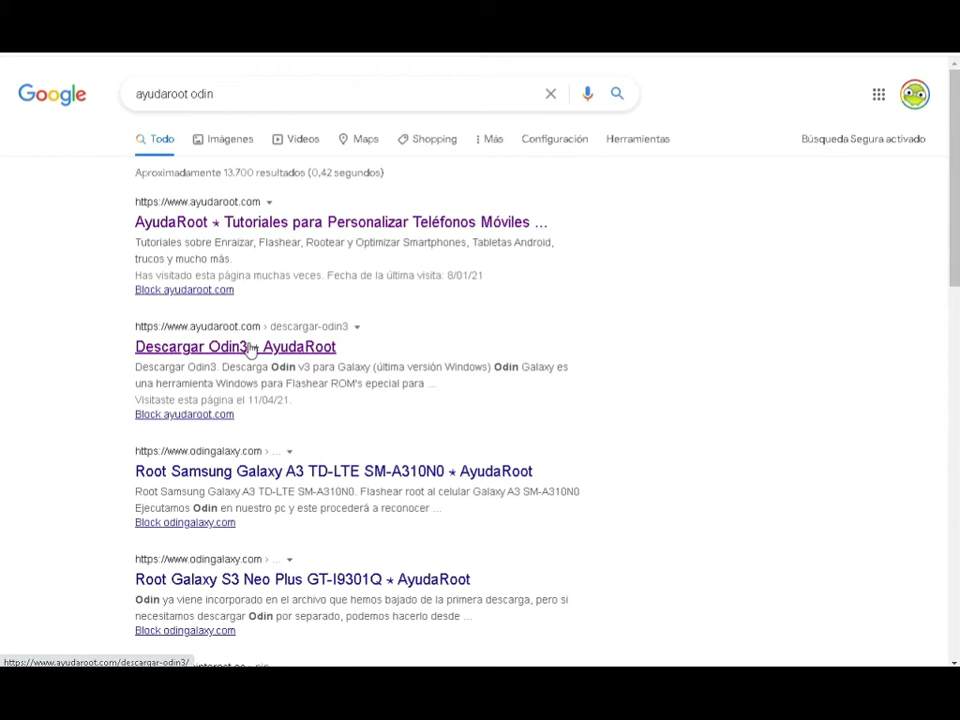 Google
ayudaroot odin
Todo Imágenes Vídeos Maps Shopping Más Configuración Herramientas Búsqueda Segura activado
Aproximadamente 13.700 resultados (0,42 segundos)
https://www.ayudaroot.com
AyudaRoot ⋆ Tutoriales para Personalizar Teléfonos Móviles ...
Tutoriales sobre Enraizar, Flashear, Rootear y Optimizar Smartphones, Tabletas Android,
trucos y mucho más.
Has visitado esta página muchas veces. Fecha de la última visita: 8/01/21
Block ayudaroot.com
https://www.ayudaroot.com › descargar-odin3
Descargar Odin3 ⋆ AyudaRoot
Descargar Odin3. Descarga Odin v3 para Galaxy (última versión Windows) Odin Galaxy es
una herramienta Windows para Flashear ROM's epecial para ...
Visitaste esta página el 11/04/21.
Block ayudaroot.com
https://www.odingalaxy.com › ...
Root Samsung Galaxy A3 TD-LTE SM-A310N0 ⋆ AyudaRoot
Root Samsung Galaxy A3 TD-LTE SM-A310N0. Flashear root al celular Galaxy A3 SM-A310N0
Ejecutamos Odin en nuestro pc y este procederá a reconocer ...
Block odingalaxy.com
https://www.odingalaxy.com › ...
Root Galaxy S3 Neo Plus GT-I9301Q ⋆ AyudaRoot
Odin ya viene incorporado en el archivo que hemos bajado de la primera descarga, pero si
necesitamos descargar Odin por separado, podemos hacerlo desde ...
Block odingalaxy.com
https://www.ayudaroot.com/descargar-odin3/